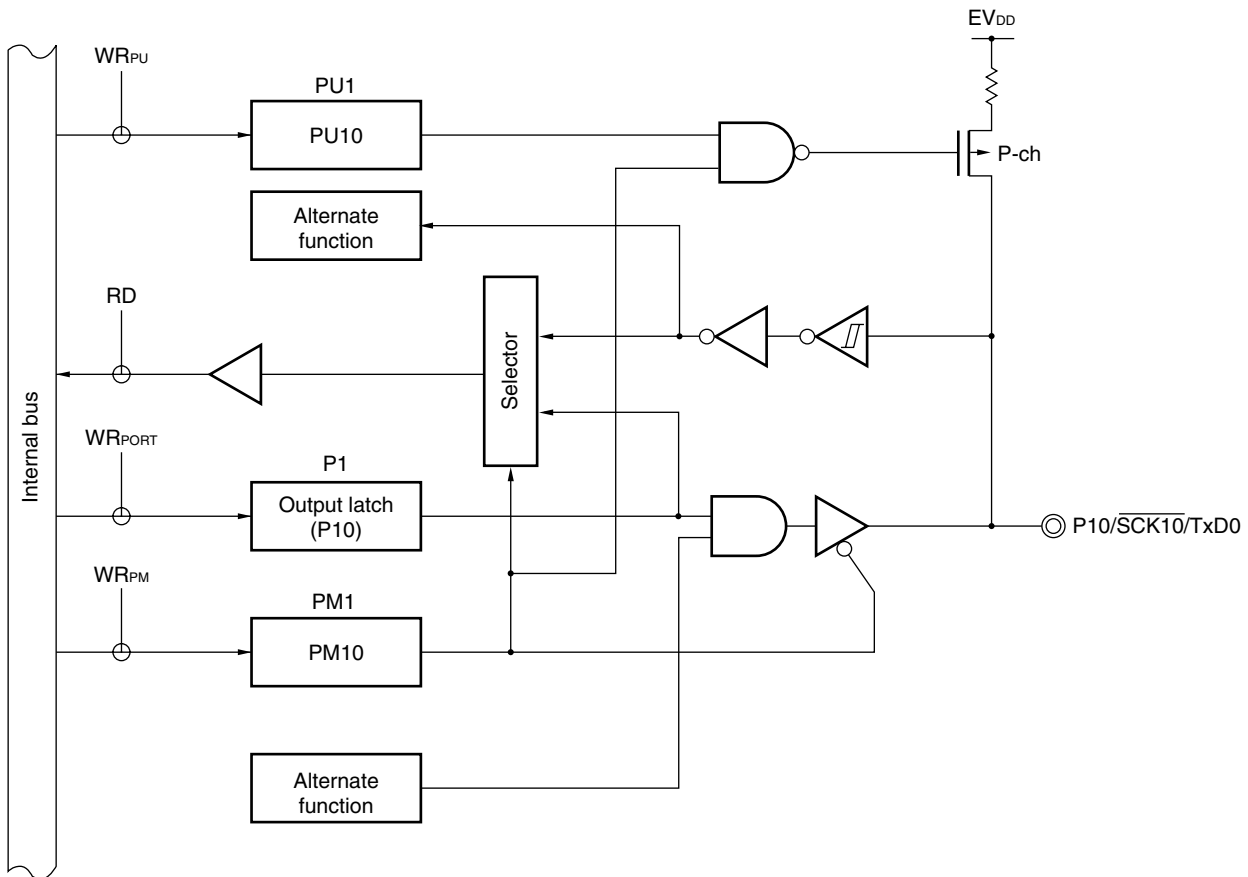 EVDD
WRPU
PU1
PU10
P-ch
Alternate
function
RD
Selector
Internal bus
WRPORT
P1
Output latch
(P10)
P10/SCK10/TxD0
WRPM
PM1
PM10
Alternate
function